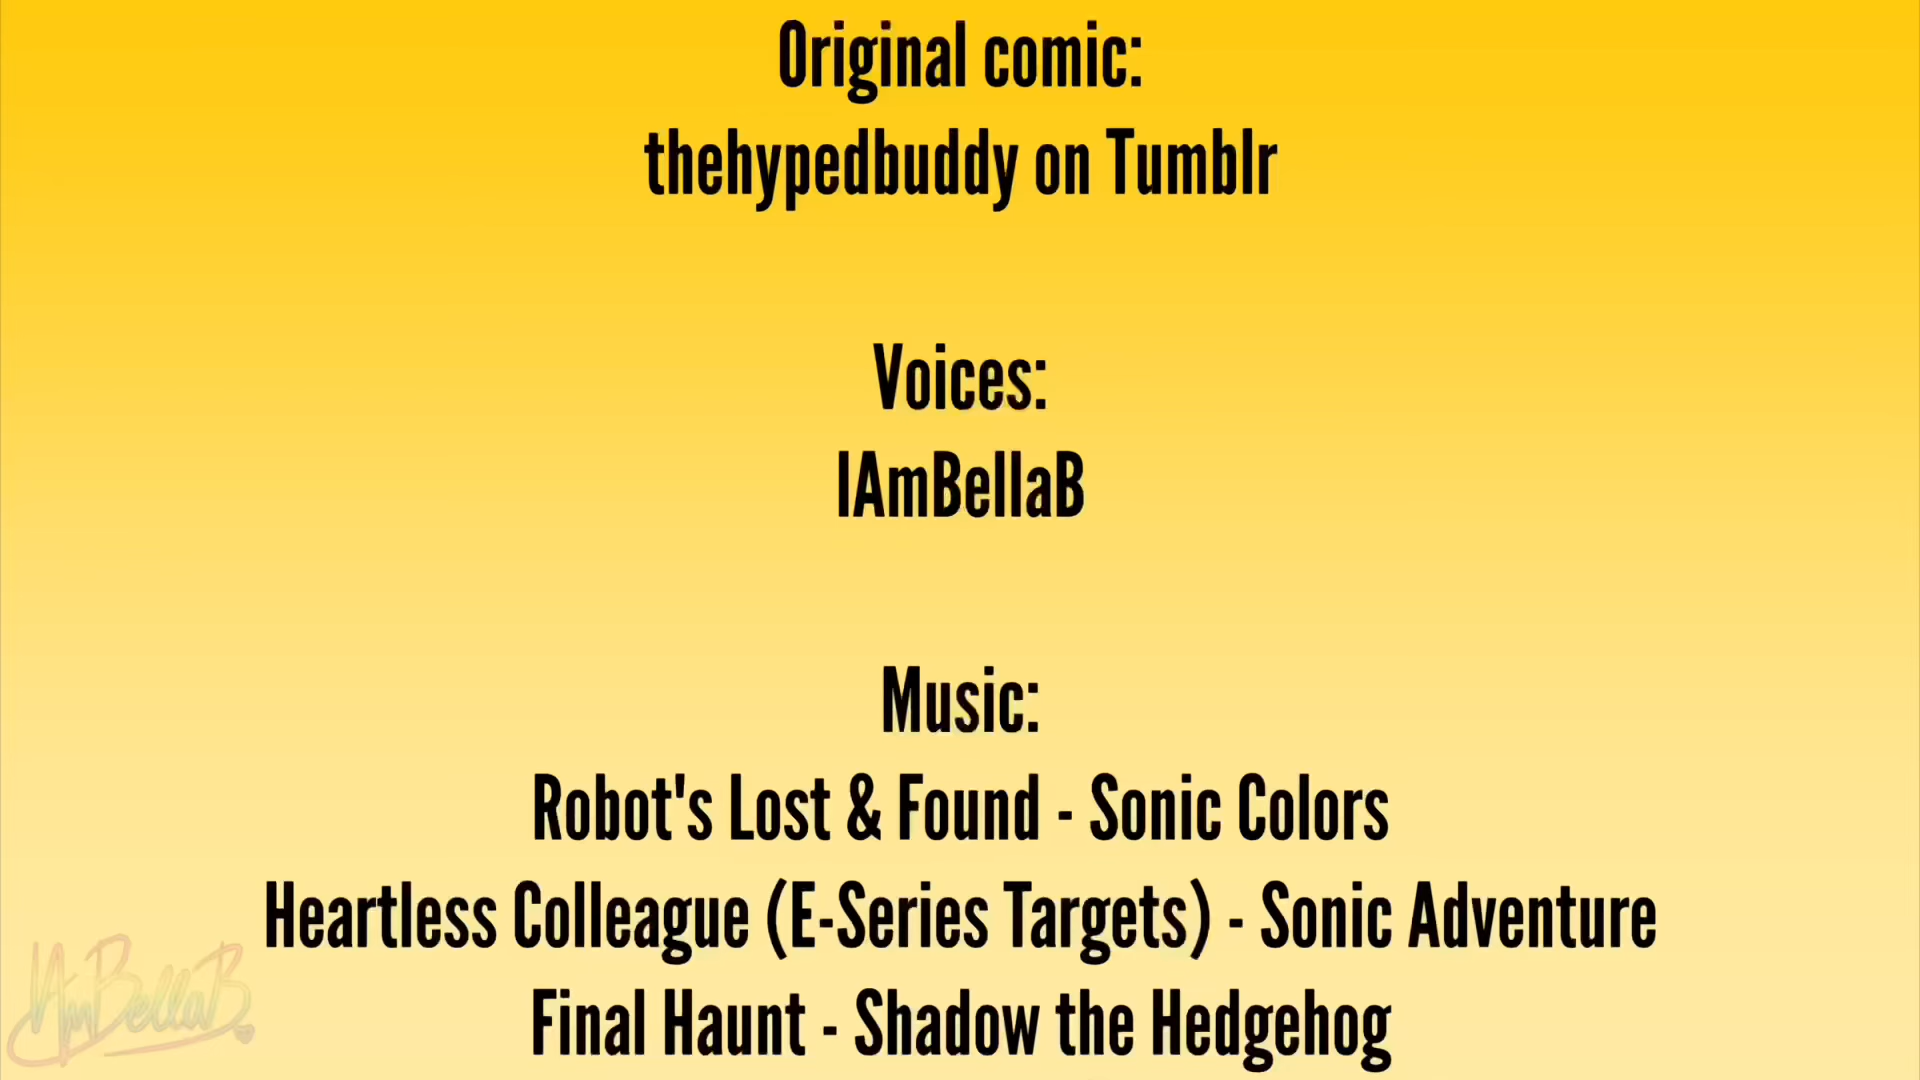 Original comic:
thehypedbuddy on Tumblr
Voices:
IAmBellaB
Music:
Robot's Lost & Found - Sonic Colors
Heartless Colleague (E-Series Targets) - Sonic Adventure
Final Haunt - Shadow the Hedgehog
IAmBellaB